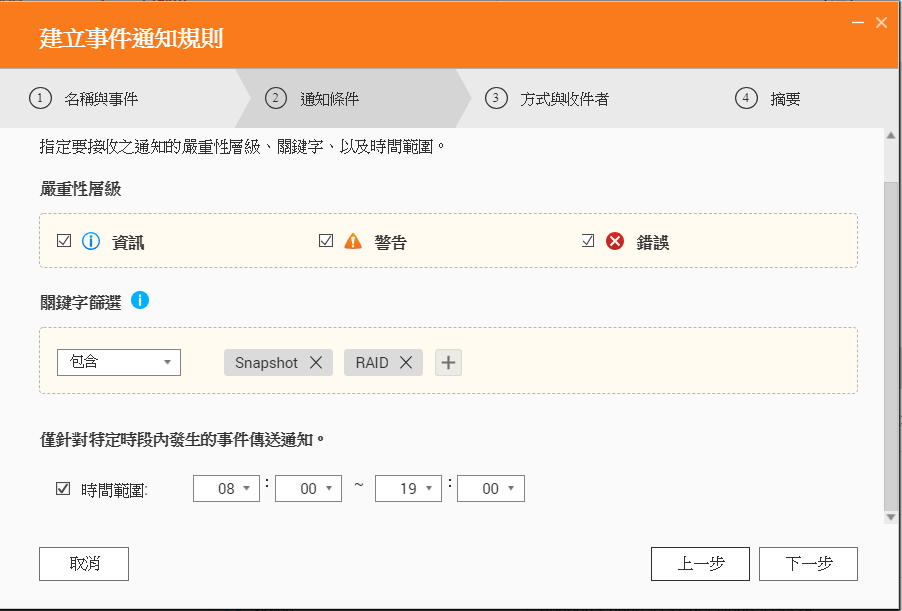 建立事件通知規則
1 名稱與事件 2 通知條件 3 方式與收件者 4 摘要
指定要接收之通知的嚴重性層級、關鍵字、以及時間範圍。
嚴重性層級
資訊 警告 錯誤
關鍵字篩選
包含 Snapshot RAID
僅針對特定時段內發生的事件傳送通知。
時間範圍: 08 : 00 ~ 19 : 00
取消 上一步 下一步